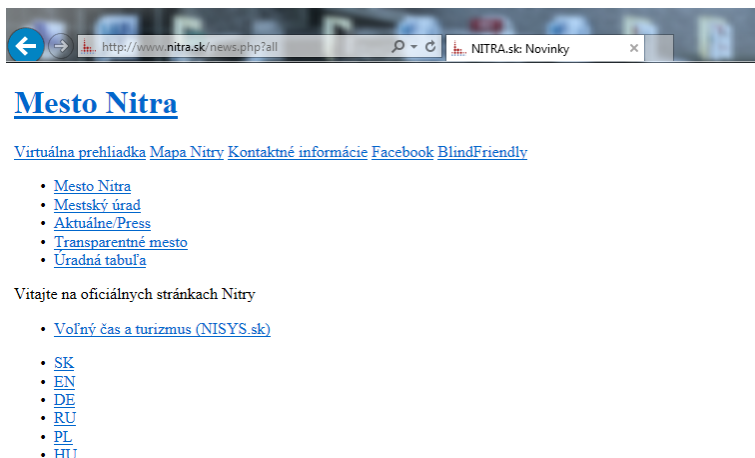 http://www.nitra.sk/news.php?all
NITRA.sk: Novinky
Mesto Nitra
Virtuálna prehliadka Mapa Nitry Kontaktné informácie Facebook BlindFriendly
• Mesto Nitra
• Mestský úrad
• Aktuálne/Press
• Transparentné mesto
• Úradná tabuľa
Vitajte na oficiálnych stránkach Nitry
• Voľný čas a turizmus (NISYS.sk)
• SK
• EN
• DE
• RU
• PL
• HU